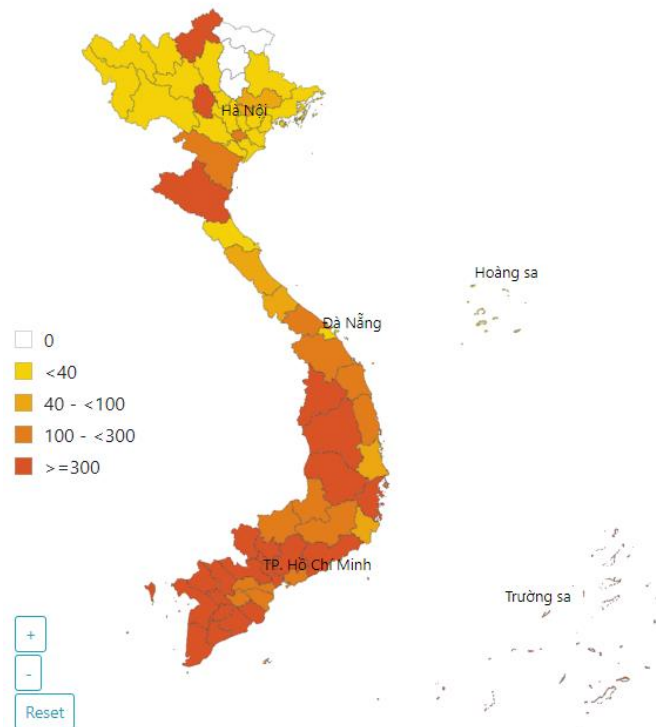 Hà Nội
Hoàng sa
Đà Nẵng
0
<40
40 - <100
100 - <300
>=300
TP. Hồ Chí Minh
Trường sa
+
-
Reset